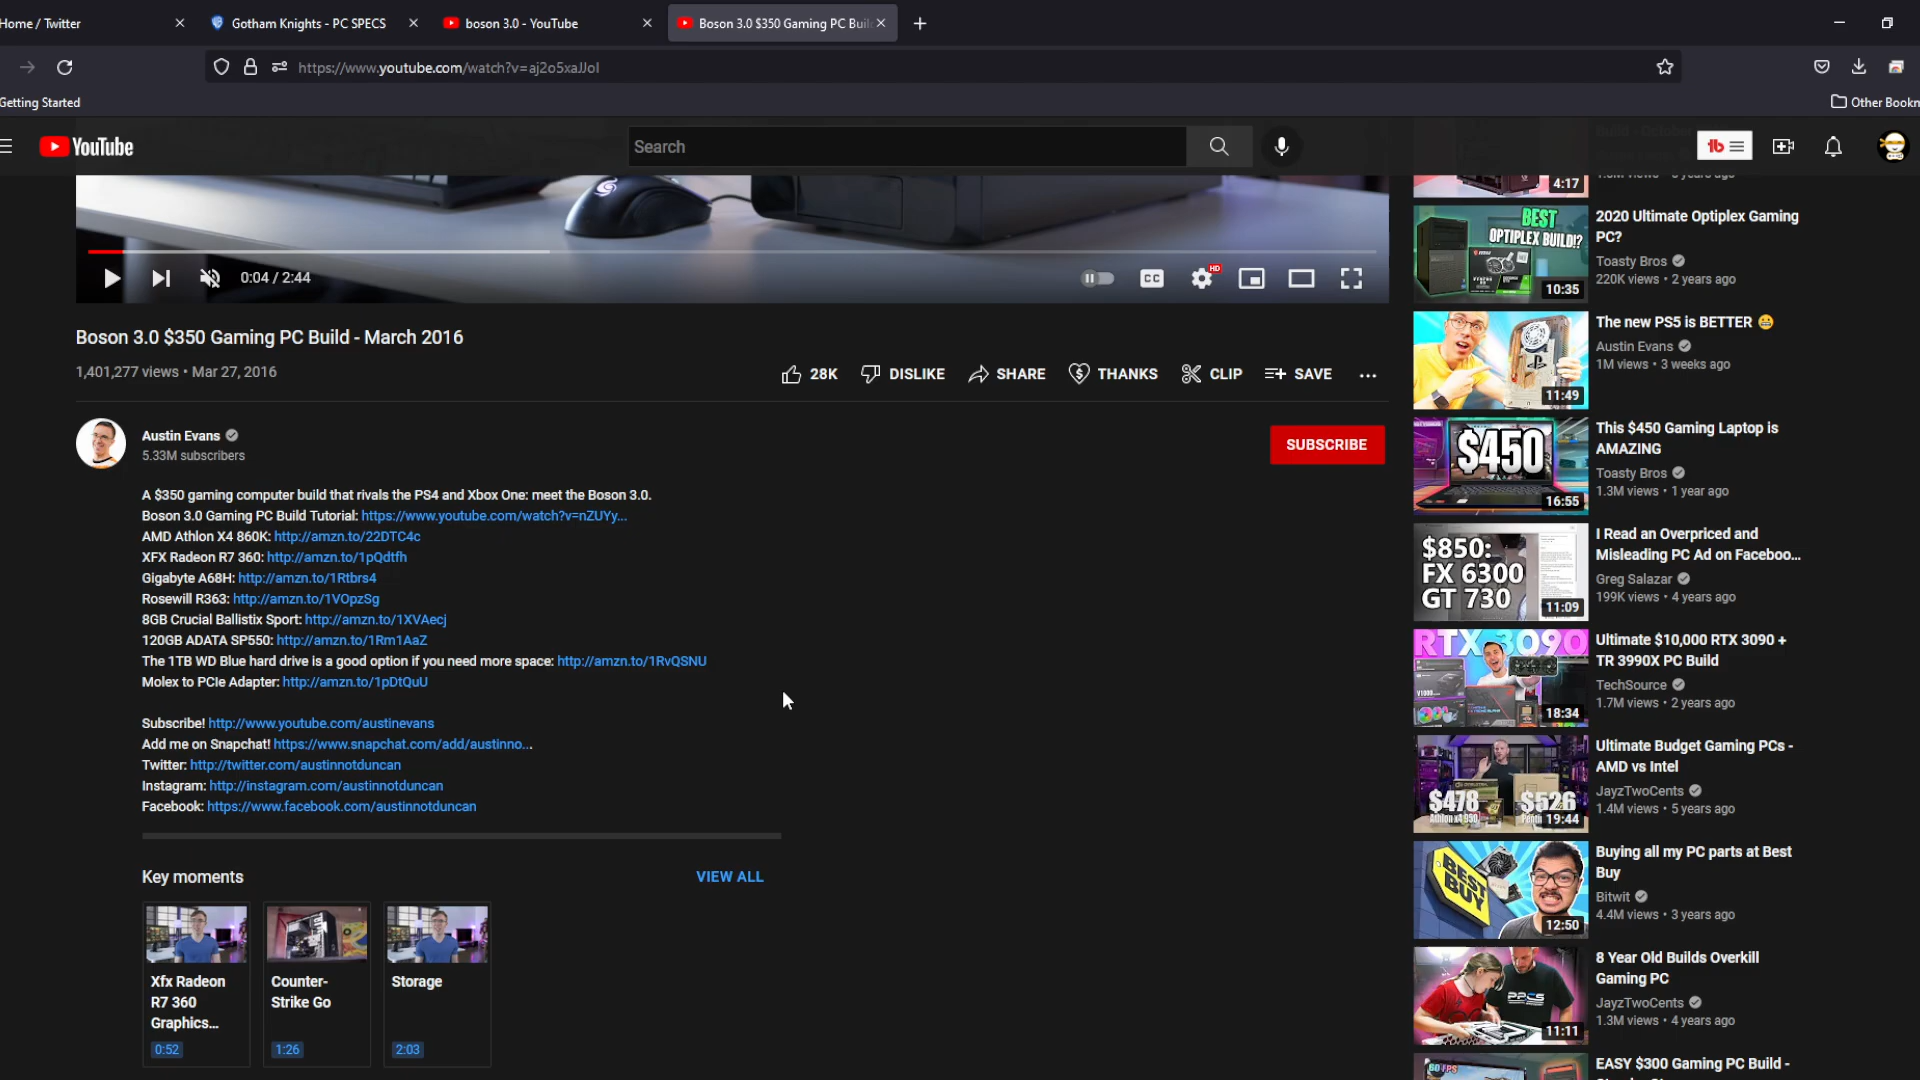 Home / Twitter
Gotham Knights - PC SPECS
boson 3.0 - YouTube
Boson 3.0 $350 Gaming PC Buil
https://www.youtube.com/watch?v=aj2o5xaJJoI
Getting Started
Other Bookm
YouTube
Search
tb
0:04 / 2:44
CC
HD
Boson 3.0 $350 Gaming PC Build - March 2016
1,401,277 views • Mar 27, 2016
28K
DISLIKE
SHARE
THANKS
CLIP
SAVE
Austin Evans
5.33M subscribers
SUBSCRIBE
A $350 gaming computer build that rivals the PS4 and Xbox One: meet the Boson 3.0.
Boson 3.0 Gaming PC Build Tutorial: https://www.youtube.com/watch?v=nZUYy...
AMD Athlon X4 860K: http://amzn.to/22DTC4c
XFX Radeon R7 360: http://amzn.to/1pQdtfh
Gigabyte A68H: http://amzn.to/1Rtbrs4
Rosewill R363: http://amzn.to/1VOpzSg
8GB Crucial Ballistix Sport: http://amzn.to/1XVAecj
120GB ADATA SP550: http://amzn.to/1Rm1AaZ
The 1TB WD Blue hard drive is a good option if you need more space: http://amzn.to/1RvQSNU
Molex to PCIe Adapter: http://amzn.to/1pDtQuU
Subscribe! http://www.youtube.com/austinevans
Add me on Snapchat! https://www.snapchat.com/add/austinno...
Twitter: http://twitter.com/austinnotduncan
Instagram: http://instagram.com/austinnotduncan
Facebook: https://www.facebook.com/austinnotduncan
Key moments
VIEW ALL
Xfx Radeon
R7 360
Graphics...
0:52
Counter-
Strike Go
1:26
Storage
2:03
4:17
BEST
OPTIPLEX BUILD!?
10:35
2020 Ultimate Optiplex Gaming
PC?
Toasty Bros
220K views • 2 years ago
11:49
The new PS5 is BETTER 😬
Austin Evans
1M views • 3 weeks ago
$450
16:55
This $450 Gaming Laptop is
AMAZING
Toasty Bros
1.3M views • 1 year ago
$850:
FX 6300
GT 730
11:09
I Read an Overpriced and
Misleading PC Ad on Faceboo...
Greg Salazar
199K views • 4 years ago
RTX 3090
18:34
Ultimate $10,000 RTX 3090 +
TR 3990X PC Build
TechSource
1.7M views • 2 years ago
$478
Athlon x4 950
$526
19:44
Ultimate Budget Gaming PCs -
AMD vs Intel
JayzTwoCents
1.4M views • 5 years ago
BEST
BUY
12:50
Buying all my PC parts at Best
Buy
Bitwit
4.4M views • 3 years ago
PPCS
11:11
8 Year Old Builds Overkill
Gaming PC
JayzTwoCents
1.3M views • 4 years ago
60 FPS
EASY $300 Gaming PC Build -